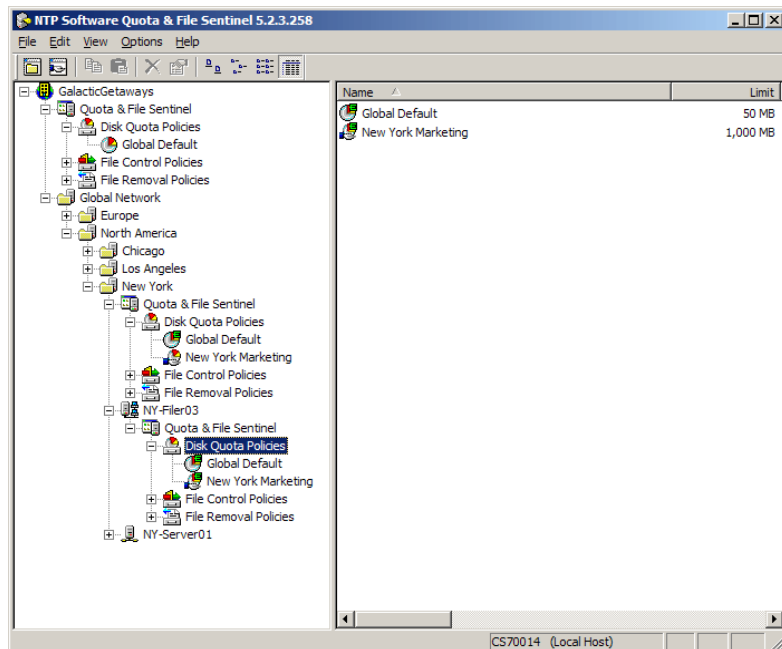 NTP Software Quota & File Sentinel 5.2.3.258
File Edit View Options Help
GalacticGetaways
Quota & File Sentinel
Disk Quota Policies
Global Default
File Control Policies
File Removal Policies
Global Network
Europe
North America
Chicago
Los Angeles
New York
Quota & File Sentinel
Disk Quota Policies
Global Default
New York Marketing
File Control Policies
File Removal Policies
NY-Filer03
Quota & File Sentinel
Disk Quota Policies
Global Default
New York Marketing
File Control Policies
File Removal Policies
NY-Server01
Name Limit
Global Default 50 MB
New York Marketing 1,000 MB
CS70014 (Local Host)